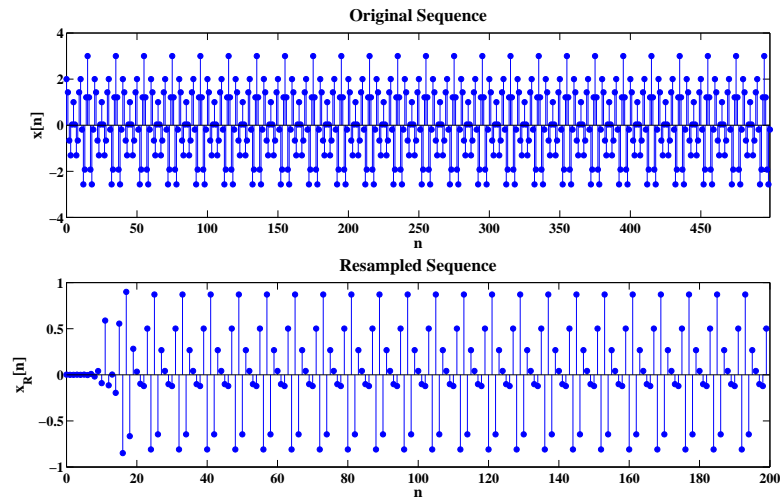 Original Sequence
4
2
0
−2
−4
x[n]
0 50 100 150 200 250 300 350 400 450
n
Resampled Sequence
1
0.5
0
−0.5
−1
x_R[n]
0 20 40 60 80 100 120 140 160 180 200
n